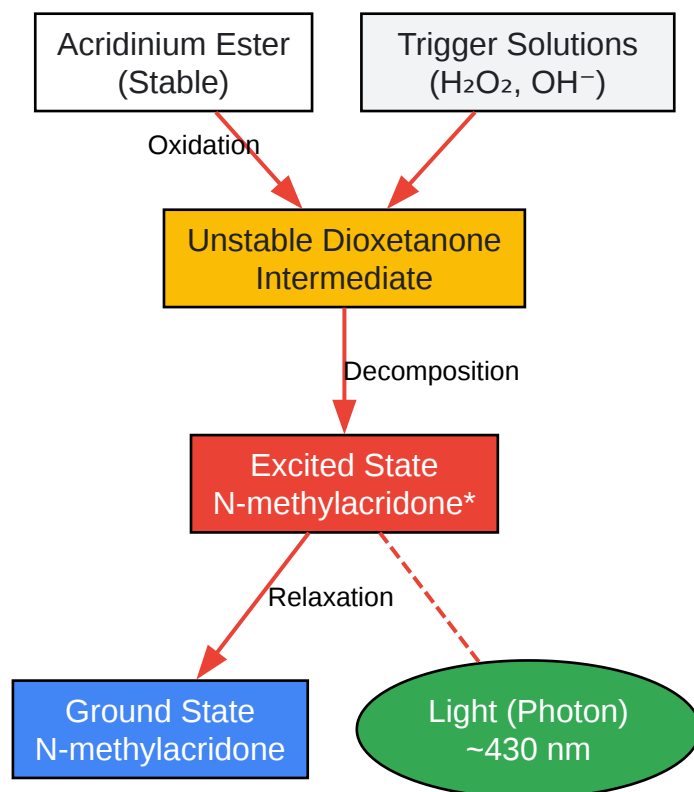 Acridinium Ester
(Stable)
Trigger Solutions
(H₂O₂, OH⁻)
Oxidation
Unstable Dioxetanone
Intermediate
Decomposition
Excited State
N-methylacridone*
Relaxation
Ground State
N-methylacridone
Light (Photon)
~430 nm